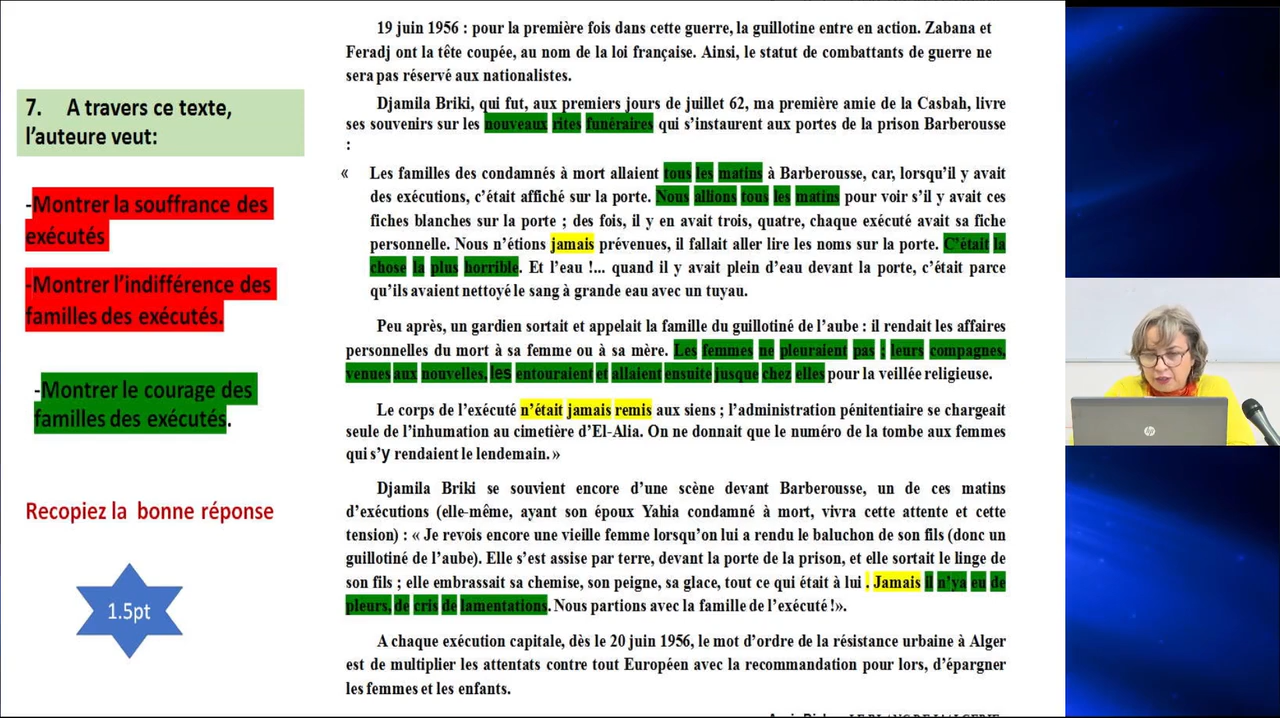 7. A travers ce texte,
l’auteure veut:
-Montrer la souffrance des
exécutés
-Montrer l’indifférence des
familles des exécutés.
-Montrer le courage des
familles des exécutés.
Recopiez la bonne réponse
1.5pt
19 juin 1956 : pour la première fois dans cette guerre, la guillotine entre en action. Zabana et
Feradj ont la tête coupée, au nom de la loi française. Ainsi, le statut de combattants de guerre ne
sera pas réservé aux nationalistes.
Djamila Briki, qui fut, aux premiers jours de juillet 62, ma première amie de la Casbah, livre
ses souvenirs sur les nouveaux rites funéraires qui s’instaurent aux portes de la prison Barberousse
:
« Les familles des condamnés à mort allaient tous les matins à Barberousse, car, lorsqu’il y avait
des exécutions, c’était affiché sur la porte. Nous allions tous les matins pour voir s’il y avait ces
fiches blanches sur la porte ; des fois, il y en avait trois, quatre, chaque exécuté avait sa fiche
personnelle. Nous n’étions jamais prévenues, il fallait aller lire les noms sur la porte. C’était la
chose la plus horrible. Et l’eau !... quand il y avait plein d’eau devant la porte, c’était parce
qu’ils avaient nettoyé le sang à grande eau avec un tuyau.
Peu après, un gardien sortait et appelait la famille du guillotiné de l’aube : il rendait les affaires
personnelles du mort à sa femme ou à sa mère. Les femmes ne pleuraient pas ; leurs compagnes,
venues aux nouvelles, les entouraient et allaient ensuite jusque chez elles pour la veillée religieuse.
Le corps de l’exécuté n’était jamais remis aux siens ; l’administration pénitentiaire se chargeait
seule de l’inhumation au cimetière d’El-Alia. On ne donnait que le numéro de la tombe aux femmes
qui s’y rendaient le lendemain. »
Djamila Briki se souvient encore d’une scène devant Barberousse, un de ces matins
d’exécutions (elle-même, ayant son époux Yahia condamné à mort, vivra cette attente et cette
tension) : « Je revois encore une vieille femme lorsqu’on lui a rendu le baluchon de son fils (donc un
guillotiné de l’aube). Elle s’est assise par terre, devant la porte de la prison, et elle sortait le linge de
son fils ; elle embrassait sa chemise, son peigne, sa glace, tout ce qui était à lui . Jamais il n’ya eu de
pleurs, de cris de lamentations. Nous partions avec la famille de l’exécuté !».
A chaque exécution capitale, dès le 20 juin 1956, le mot d’ordre de la résistance urbaine à Alger
est de multiplier les attentats contre tout Européen avec la recommandation pour lors, d’épargner
les femmes et les enfants.
hp